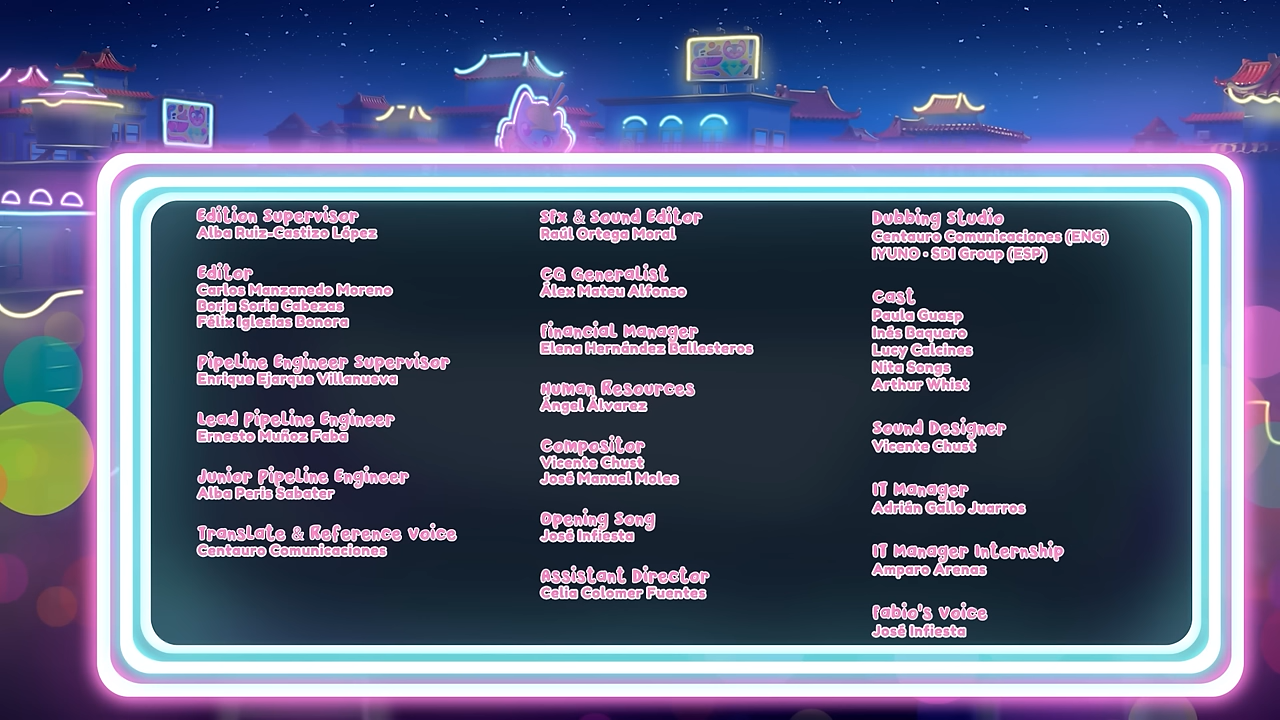 Edition Supervisor
Alba Ruiz-Castizo López
Editor
Carlos Manzanedo Moreno
Borja Soria Cabezas
Félix Iglesias Bonora
Pipeline Engineer Supervisor
Enrique Ejarque Villanueva
Lead Pipeline Engineer
Ernesto Muñoz Faba
Junior Pipeline Engineer
Alba Peris Sabater
Translate & Reference Voice
Centauro Comunicaciones
Sfx & Sound Editor
Raúl Ortega Moral
CG Generalist
Álex Mateu Alfonso
Financial Manager
Elena Hernández Ballesteros
Human Resources
Ángel Álvarez
Compositor
Vicente Chust
José Manuel Moles
Opening Song
José Infiesta
Assistant Director
Celia Colomer Fuentes
Dubbing Studio
Centauro Comunicaciones (ENG)
IYUNO · SDI Group (ESP)
Cast
Paula Guasp
Inés Baquero
Lucy Calcines
Nita Songs
Arthur Whist
Sound Designer
Vicente Chust
IT Manager
Adrián Gallo Juarros
IT Manager Internship
Amparo Árenas
Fabio's Voice
José Infiesta